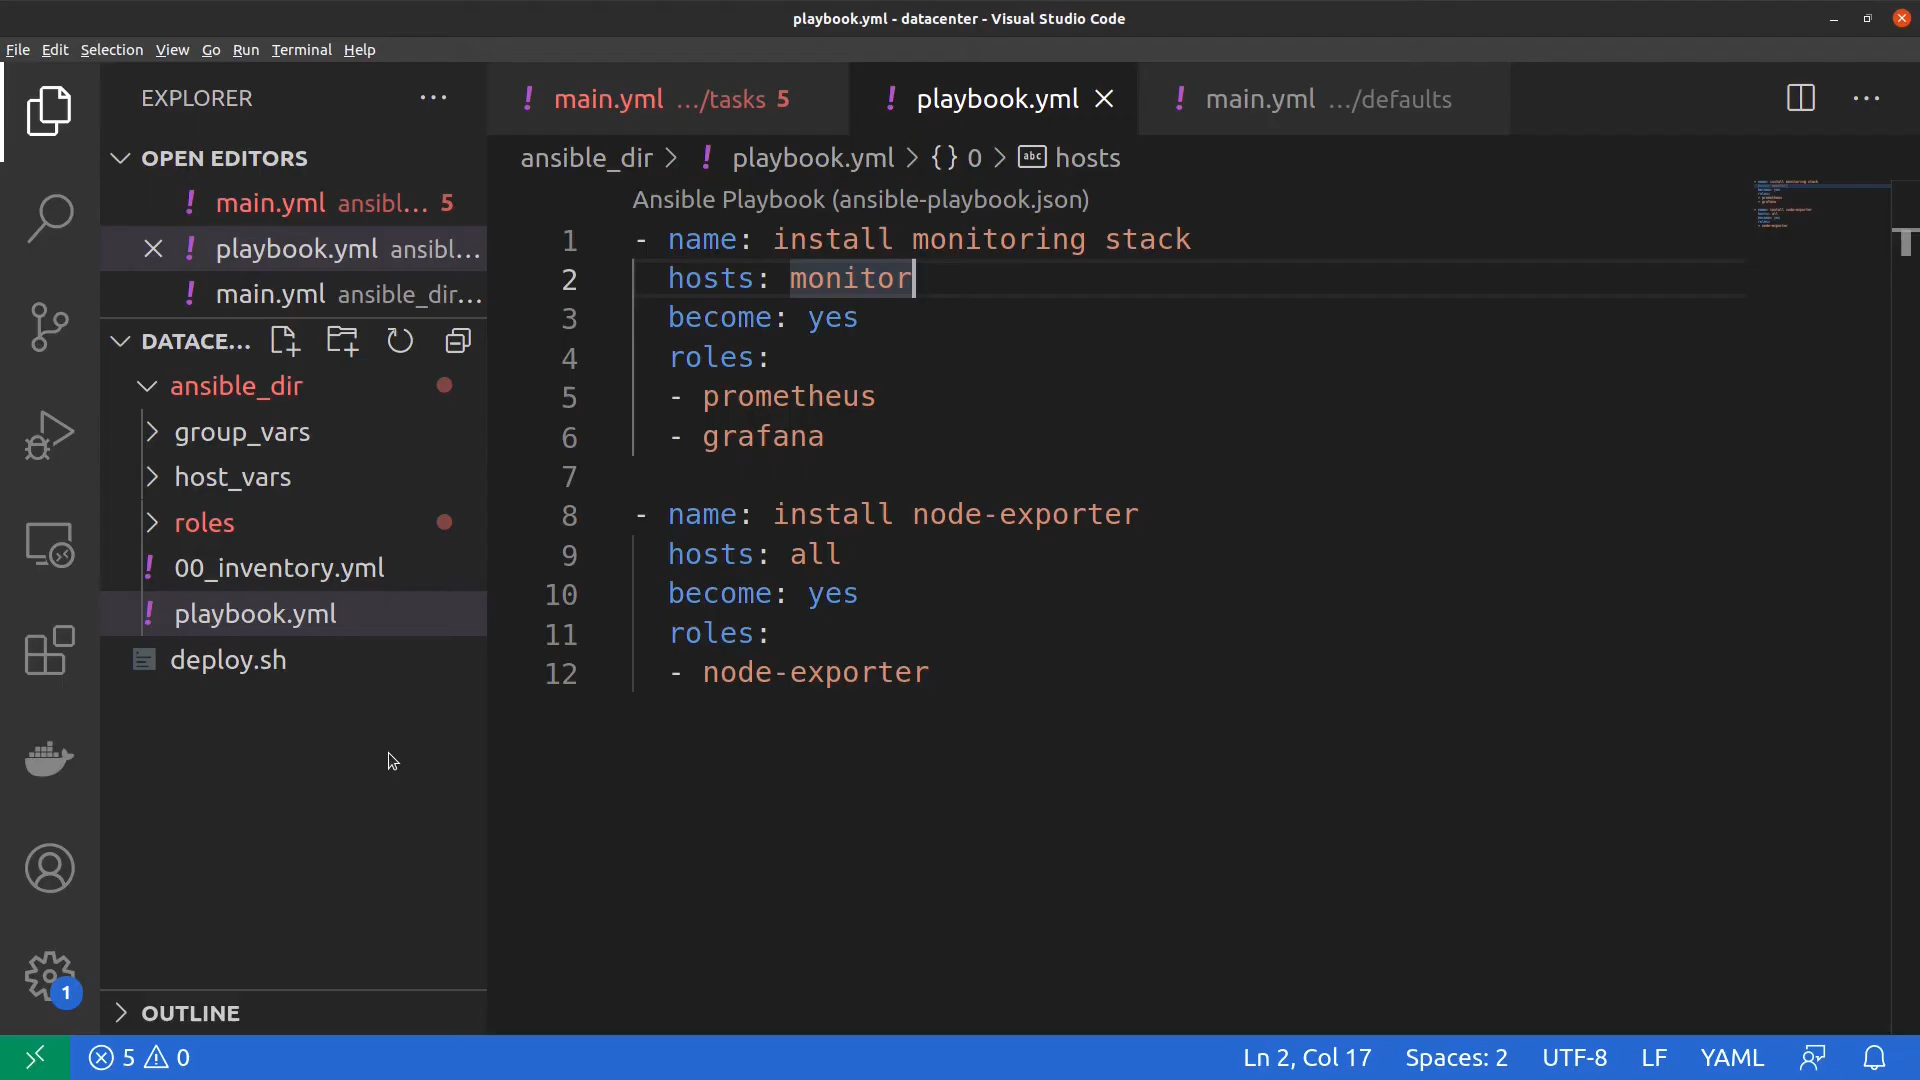 playbook.yml - datacenter - Visual Studio Code
File Edit Selection View Go Run Terminal Help
EXPLORER
OPEN EDITORS
! main.yml ansibl... 5
! playbook.yml ansibl...
! main.yml ansible_dir...
DATACE...
ansible_dir
group_vars
host_vars
roles
! 00_inventory.yml
! playbook.yml
deploy.sh
OUTLINE
! main.yml .../tasks 5
! playbook.yml
! main.yml .../defaults
ansible_dir > ! playbook.yml > {} 0 > abc hosts
Ansible Playbook (ansible-playbook.json)
1 - name: install monitoring stack
2 hosts: monitor
3 become: yes
4 roles:
5 - prometheus
6 - grafana
7
8 - name: install node-exporter
9 hosts: all
10 become: yes
11 roles:
12 - node-exporter
1
5 0
Ln 2, Col 17 Spaces: 2 UTF-8 LF YAML